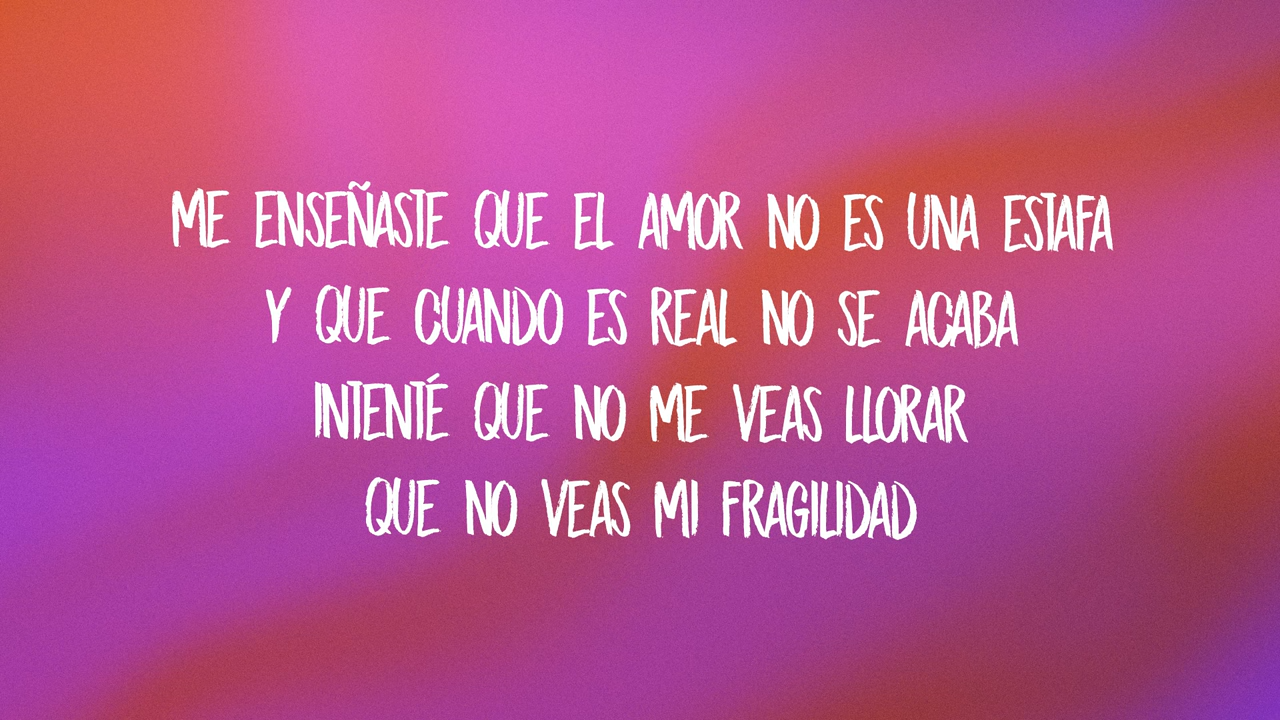 ME ENSEÑASTE QUE EL AMOR NO ES UNA ESTAFA
Y QUE CUANDO ES REAL NO SE ACABA
INTENTÉ QUE NO ME VEAS LLORAR
QUE NO VEAS MI FRAGILIDAD